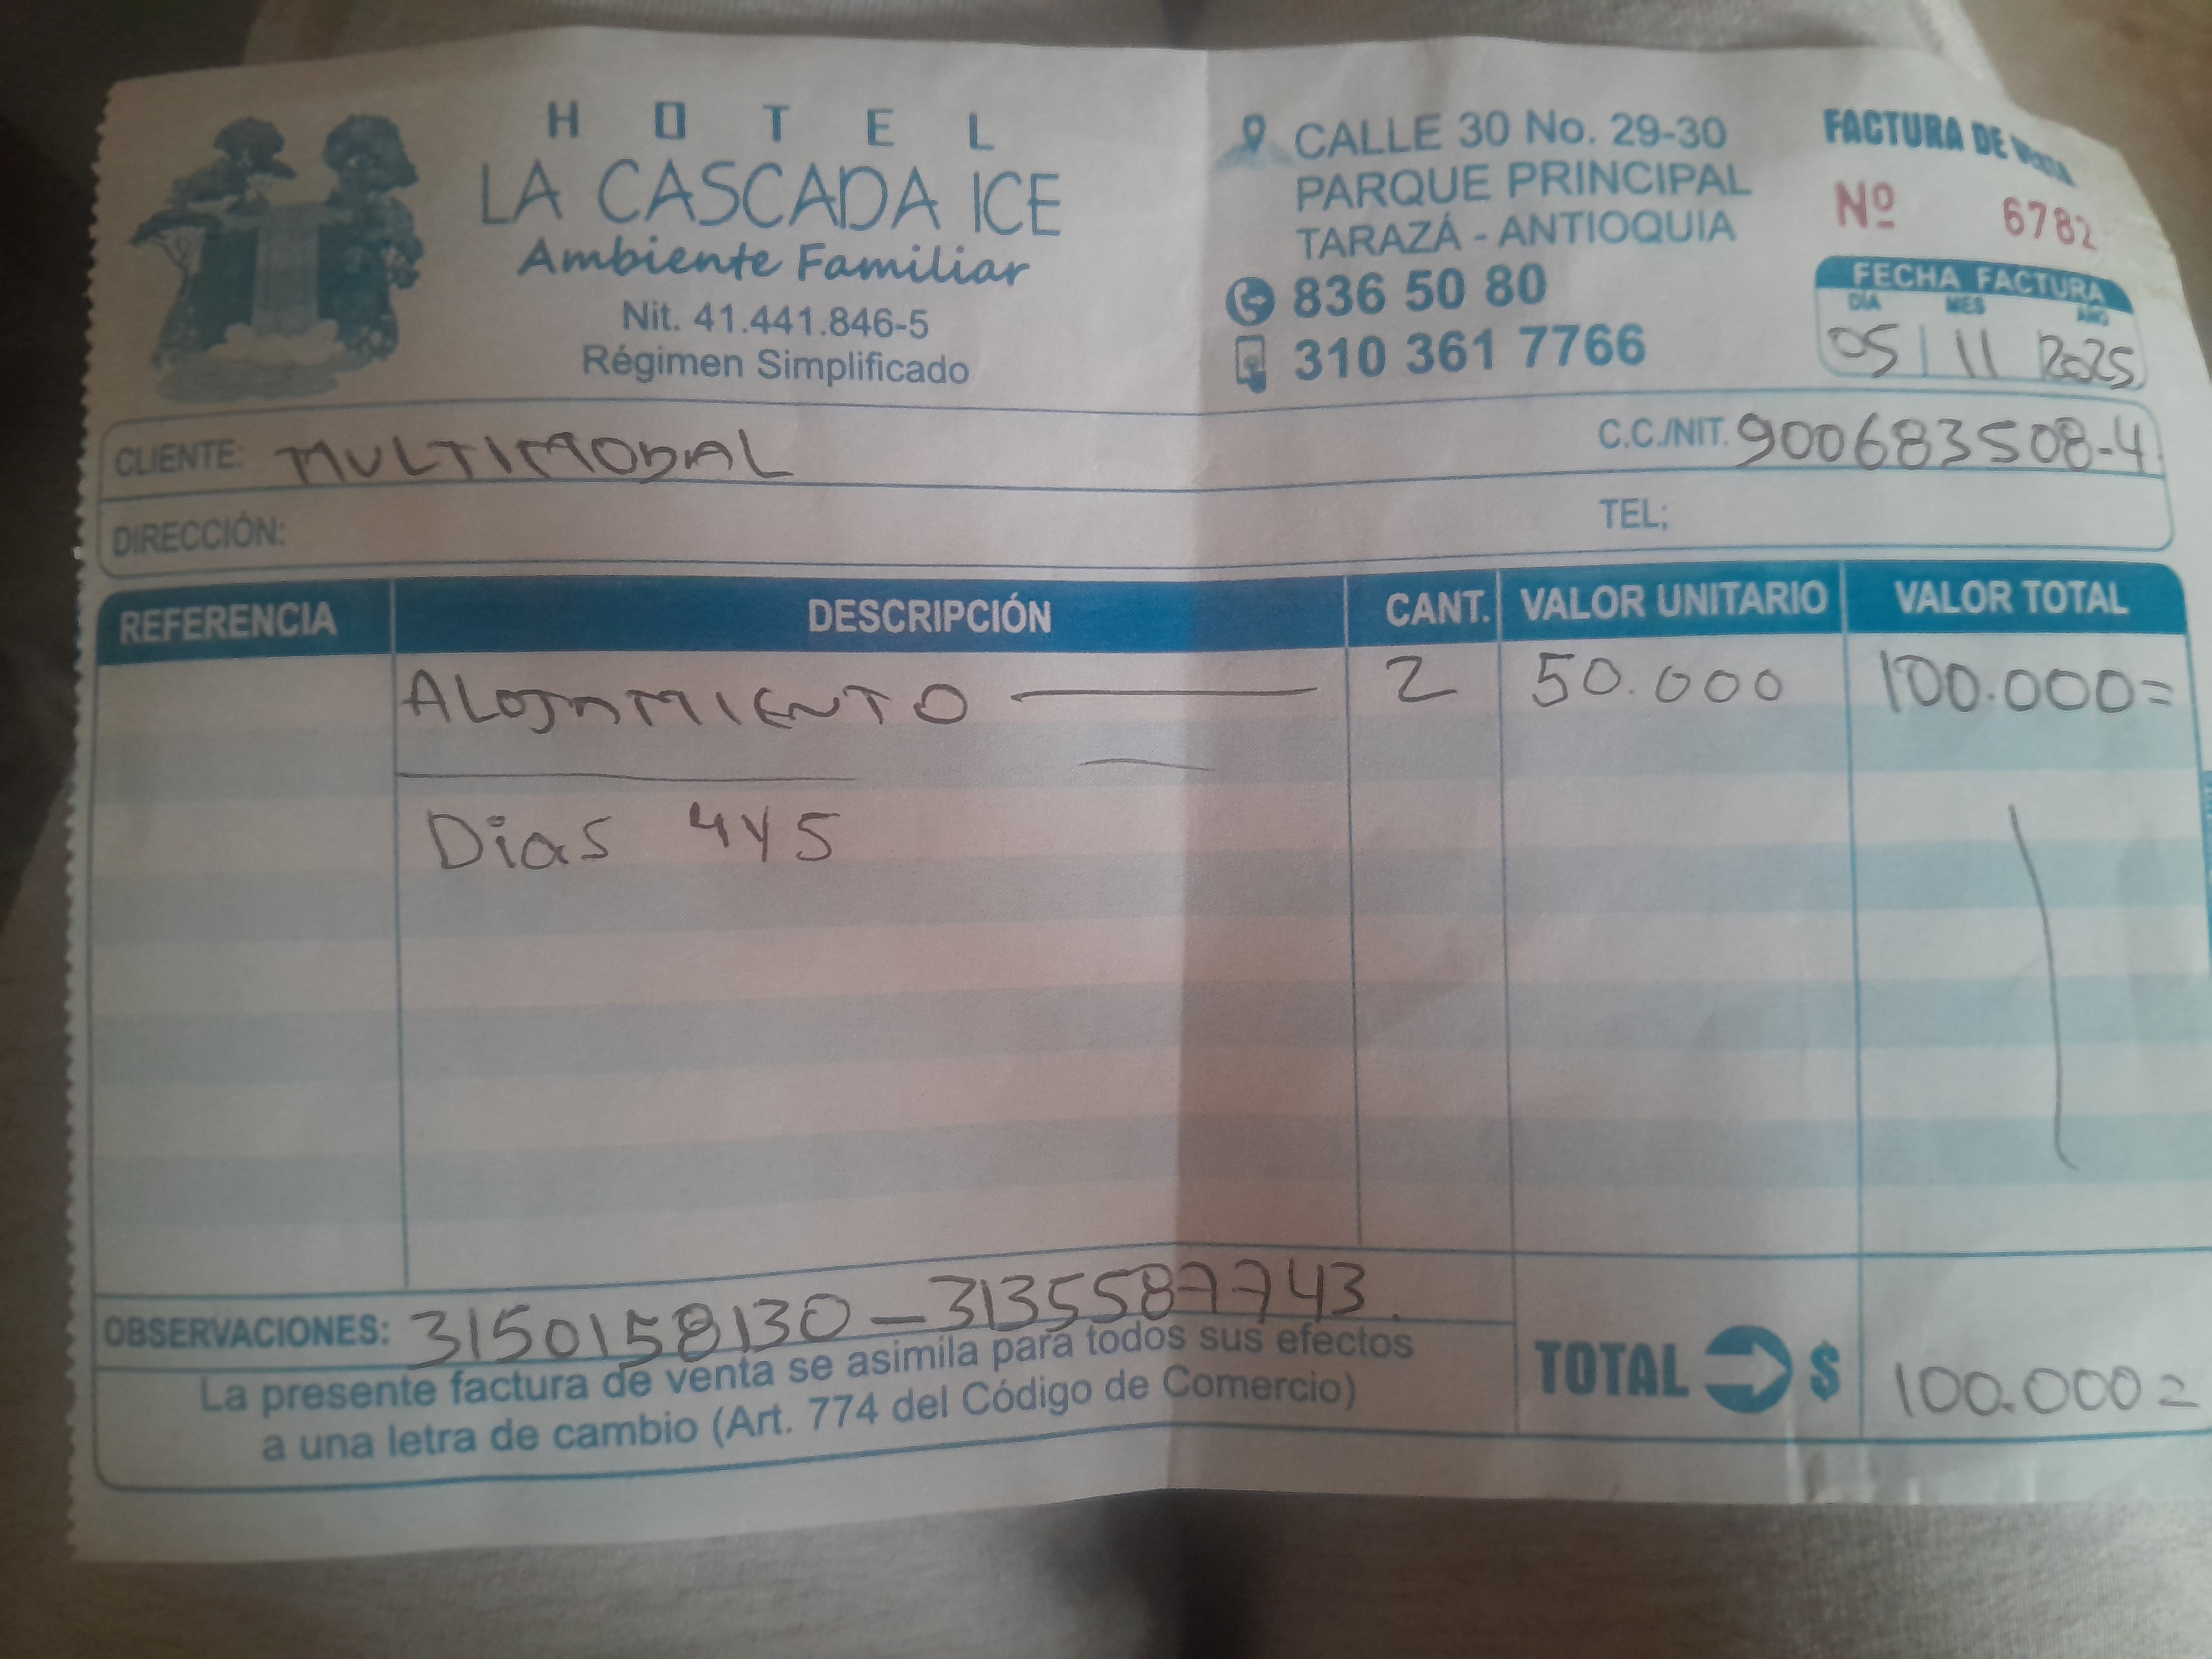 HOTEL
LA CASCADA ICE
Ambiente Familiar
Nit. 41.441.846-5
Régimen Simplificado
CALLE 30 No. 29-30
PARQUE PRINCIPAL
TARAZÁ - ANTIOQUIA
836 50 80
310 361 7766
FACTURA DE VENTA
Nº 6782
FECHA FACTURA
DÍA MES AÑO
05 11 2025
CLIENTE: MULTIMODAL C.C./NIT. 900683508-4
DIRECCIÓN: TEL;
REFERENCIA DESCRIPCIÓN CANT. VALOR UNITARIO VALOR TOTAL
ALOJAMIENTO 2 50.000 100.000=
Dias 4 y 5
OBSERVACIONES: 3150158130 - 3135587743.
La presente factura de venta se asimila para todos sus efectos
a una letra de cambio (Art. 774 del Código de Comercio)
TOTAL $ 100.000=